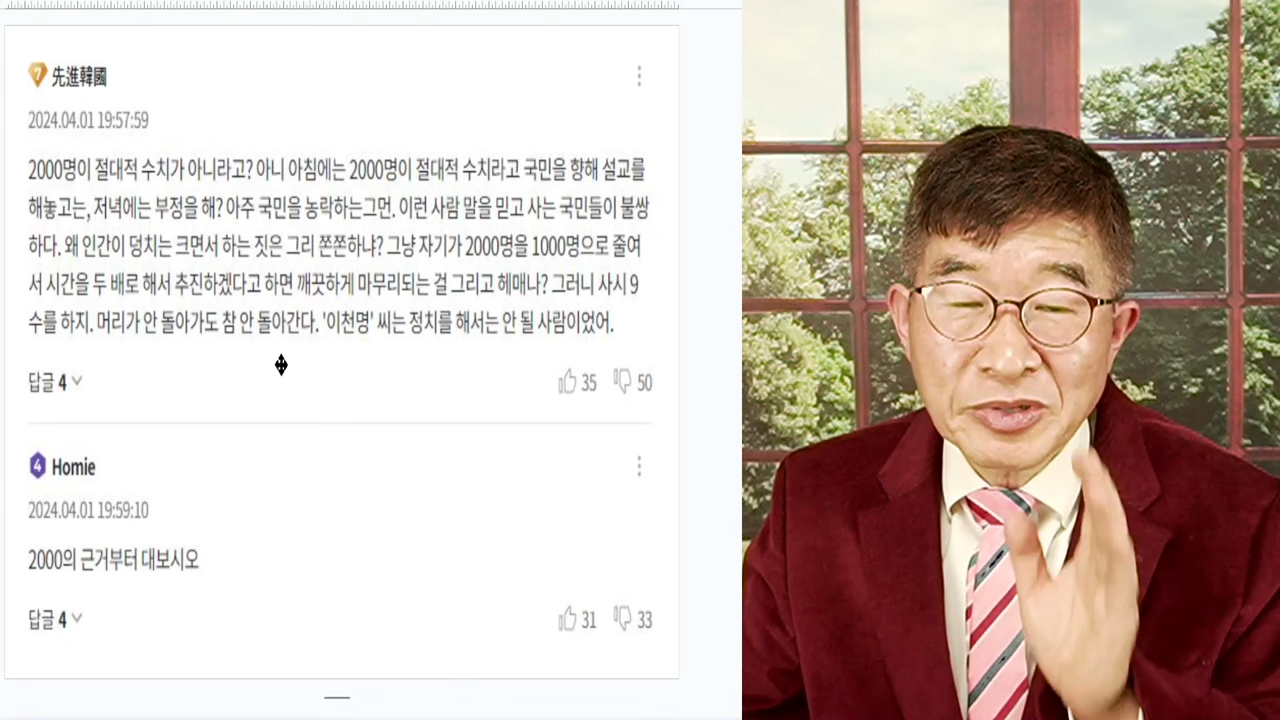 7 先進韓國
2024.04.01 19:57:59
2000명이 절대적 수치가 아니라고? 아니 아침에는 2000명이 절대적 수치라고 국민을 향해 설교를
해놓고는, 저녁에는 부정을 해? 아주 국민을 농락하는그먼. 이런 사람 말을 믿고 사는 국민들이 불쌍
하다. 왜 인간이 덩치는 크면서 하는 짓은 그리 쫀쫀하냐? 그냥 자기가 2000명을 1000명으로 줄여
서 시간을 두 배로 해서 추진하겠다고 하면 깨끗하게 마무리되는 걸 그리고 헤매나? 그러니 사시 9
수를 하지. 머리가 안 돌아가도 참 안 돌아간다. '이천명' 씨는 정치를 해서는 안 될 사람이었어.
답글 4 35 50
4 Homie
2024.04.01 19:59:10
2000의 근거부터 대보시오
답글 4 31 33